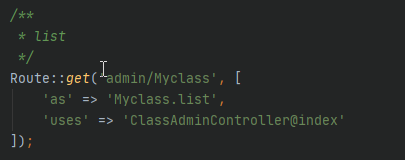 /**
 * list
 */
Route::get('admin/Myclass', [
    'as' => 'Myclass.list',
    'uses' => 'ClassAdminController@index'
]);